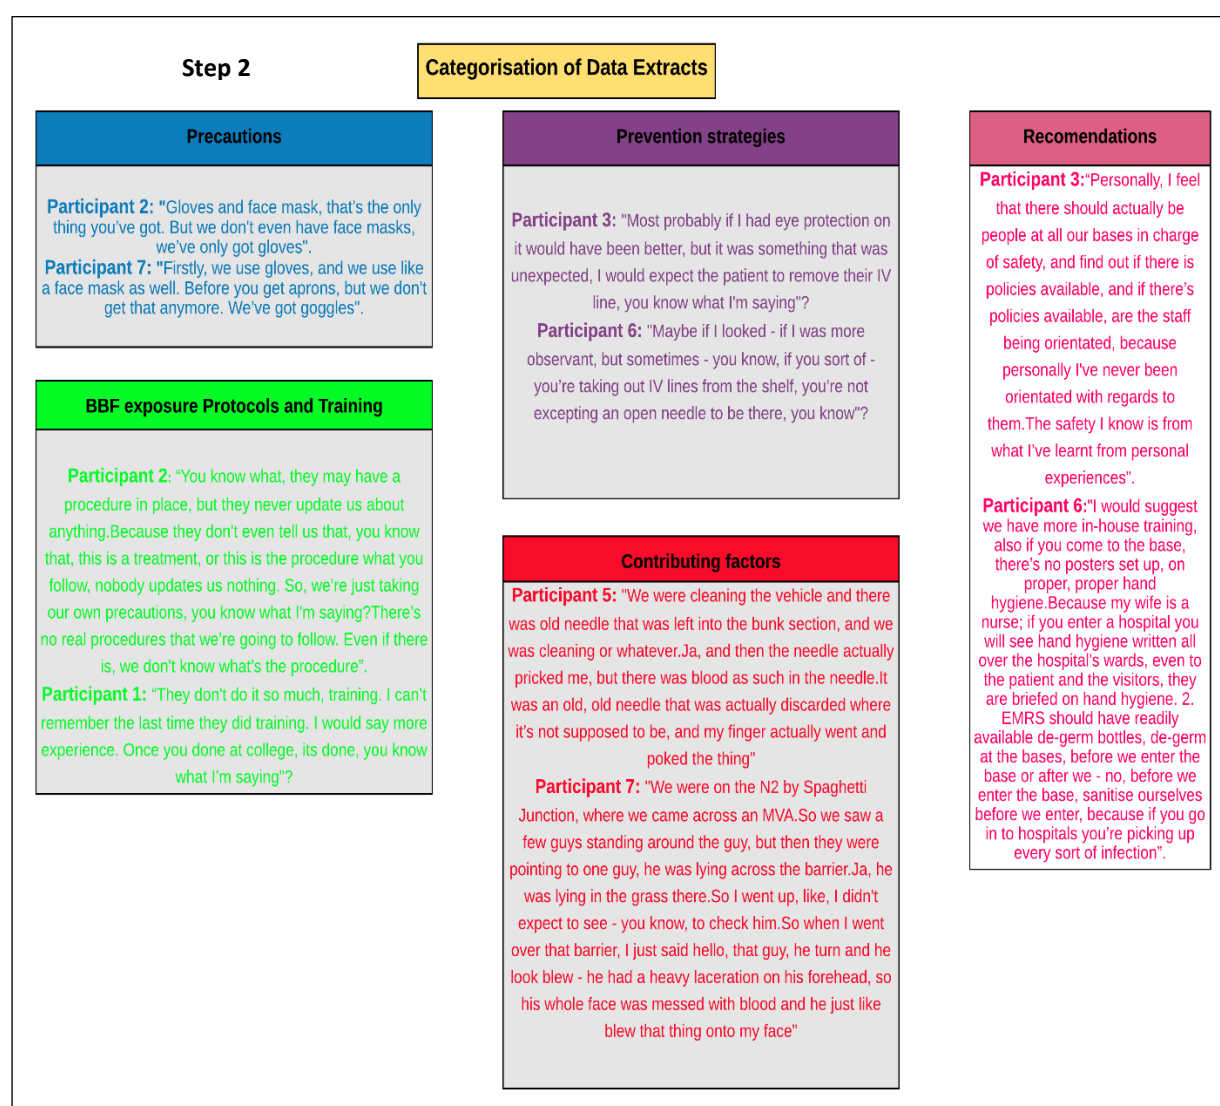 Step 2
Categorisation of Data Extracts
Precautions
Participant 2: "Gloves and face mask, that's the only
thing you've got. But we don't even have face masks,
we've only got gloves".
Participant 7: "Firstly, we use gloves, and we use like
a face mask as well. Before you get aprons, but we don't
get that anymore. We've got goggles".
BBF exposure Protocols and Training
Participant 2: “You know what, they may have a
procedure in place, but they never update us about
anything.Because they don't even tell us that, you know
that, this is a treatment, or this is the procedure what you
follow, nobody updates us nothing. So, we're just taking
our own precautions, you know what I'm saying?There's
no real procedures that we're going to follow. Even if there
is, we don't know what's the procedure”.
Participant 1: “They don't do it so much, training. I can't
remember the last time they did training. I would say more
experience. Once you done at college, its done, you know
what I'm saying"?
Prevention strategies
Participant 3: "Most probably if I had eye protection on
it would have been better, but it was something that was
unexpected, I would expect the patient to remove their IV
line, you know what I'm saying"?
Participant 6: "Maybe if I looked - if I was more
observant, but sometimes - you know, if you sort of -
you're taking out IV lines from the shelf, you're not
excepting an open needle to be there, you know"?
Contributing factors
Participant 5: "We were cleaning the vehicle and there
was old needle that was left into the bunk section, and we
was cleaning or whatever.Ja, and then the needle actually
pricked me, but there was blood as such in the needle.It
was an old, old needle that was actually discarded where
it's not supposed to be, and my finger actually went and
poked the thing"
Participant 7: "We were on the N2 by Spaghetti
Junction, where we came across an MVA.So we saw a
few guys standing around the guy, but then they were
pointing to one guy, he was lying across the barrier.Ja, he
was lying in the grass there.So I went up, like, I didn't
expect to see - you know, to check him.So when I went
over that barrier, I just said hello, that guy, he turn and he
look blew - he had a heavy laceration on his forehead, so
his whole face was messed with blood and he just like
blew that thing onto my face"
Recomendations
Participant 3:“Personally, I feel
that there should actually be
people at all our bases in charge
of safety, and find out if there is
policies available, and if there's
policies available, are the staff
being orientated, because
personally I've never been
orientated with regards to
them.The safety I know is from
what I've learnt from personal
experiences”.
Participant 6:"I would suggest
we have more in-house training,
also if you come to the base,
there's no posters set up, on
proper, proper hand
hygiene.Because my wife is a
nurse; if you enter a hospital you
will see hand hygiene written all
over the hospital's wards, even to
the patient and the visitors, they
are briefed on hand hygiene. 2.
EMRS should have readily
available de-germ bottles, de-germ
at the bases, before we enter the
base or after we - no, before we
enter the base, sanitise ourselves
before we enter, because if you go
in to hospitals you're picking up
every sort of infection”.